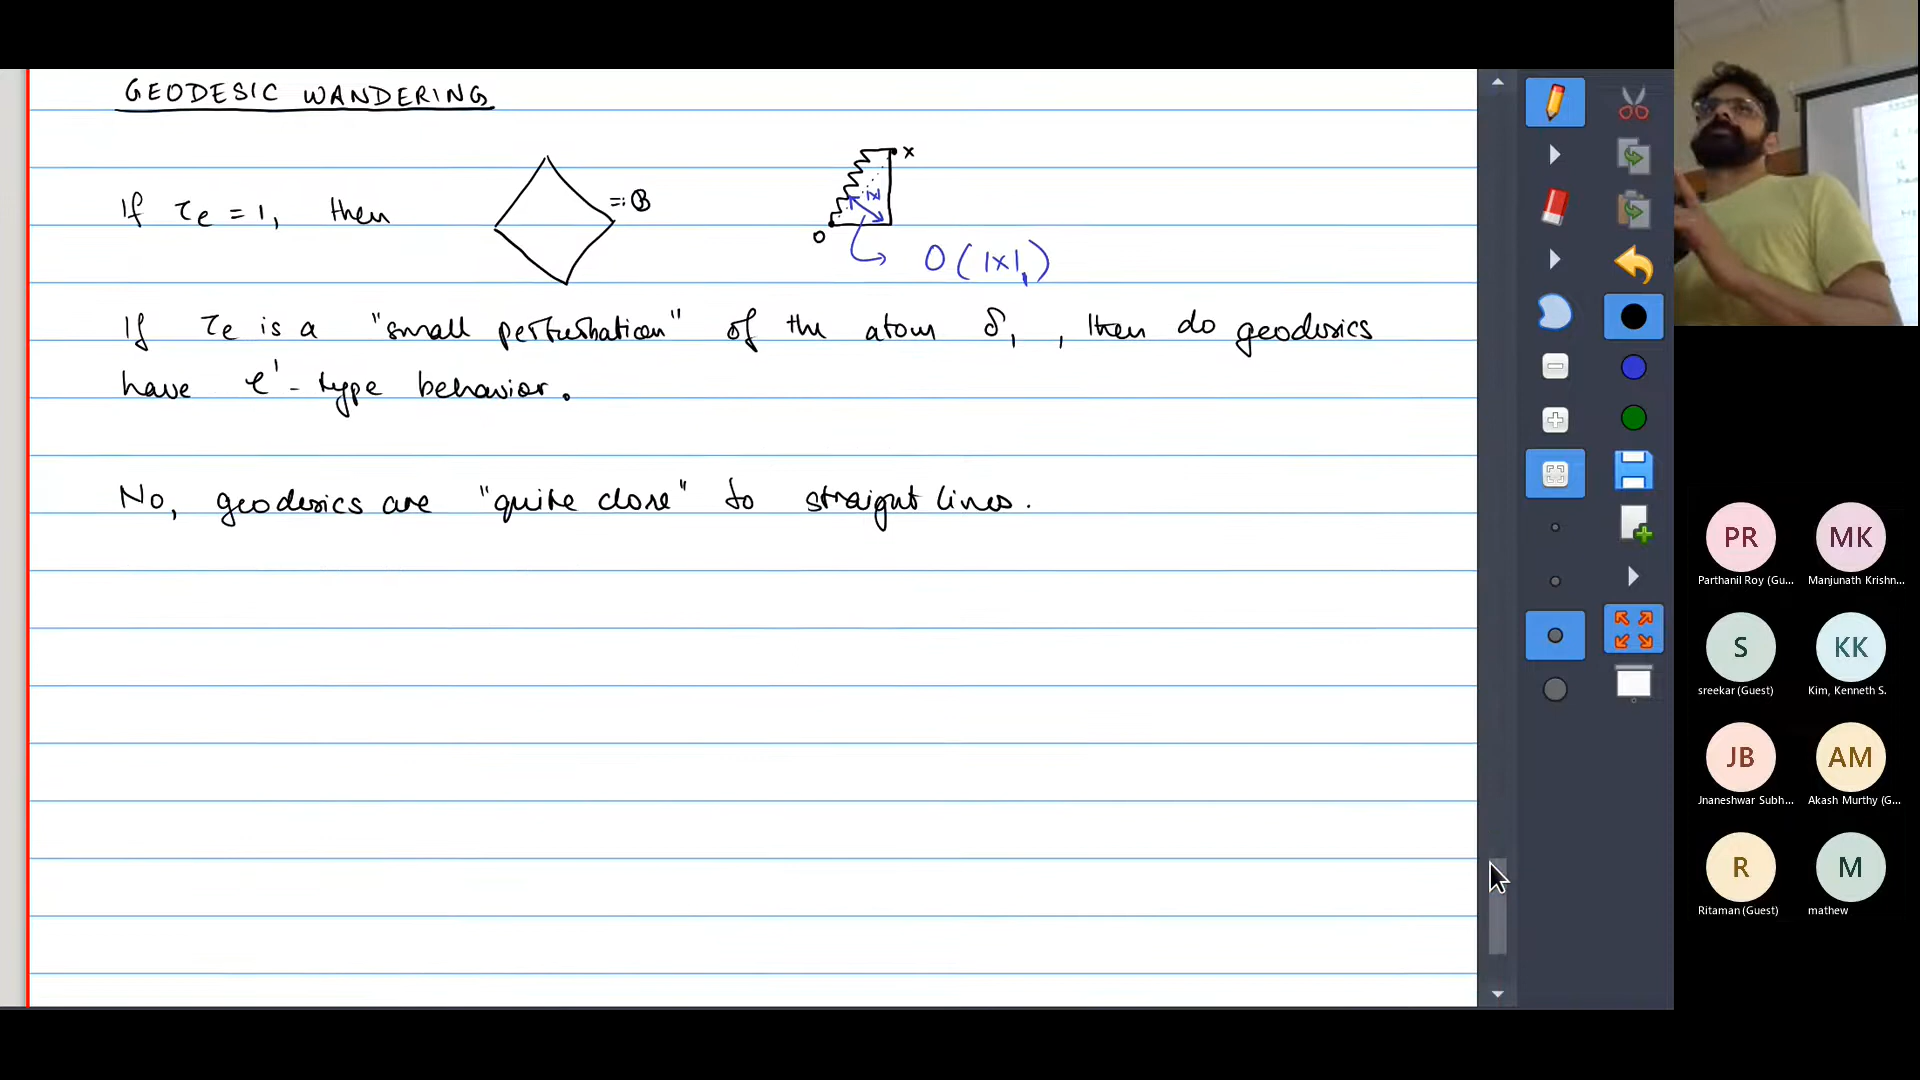 GEODESIC WANDERING
If τₑ = 1, then =: B
x
|x|
0
O(|x|₁)
If τₑ is a "small perturbation" of the atom δ₁, then do geodesics
have ℓ¹-type behavior.
No, geodesics are "quite close" to straight lines.
PR MK
Parthanil Roy (Gu... Manjunath Krishn...
S KK
sreekar (Guest) Kim, Kenneth S.
JB AM
Jnaneshwar Subh... Akash Murthy (G...
R M
Ritaman (Guest) mathew